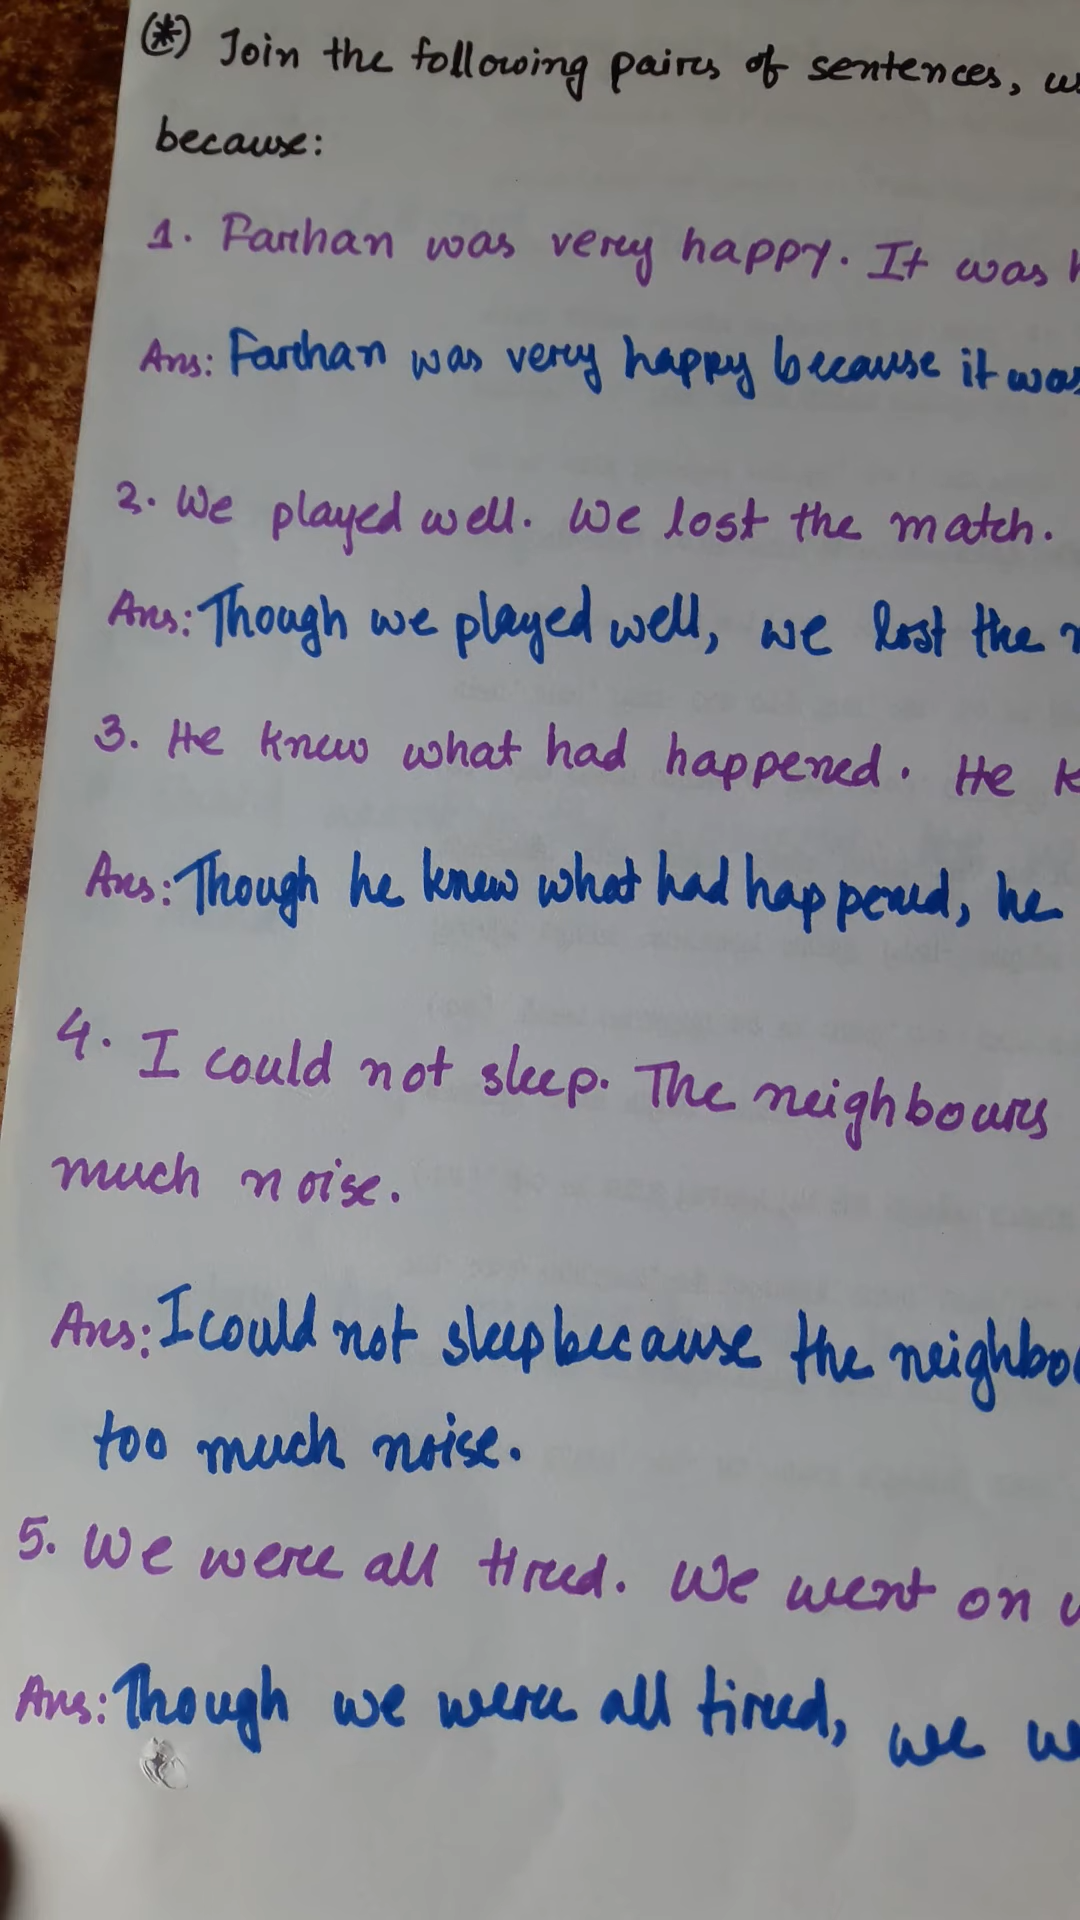 (*) Join the following pairs of sentences,
because:
1. Farhan was very happy. It was
Ans: Farhan was very happy because it was
2. We played well. We lost the match.
Ans: Though we played well, we lost the
3. He knew what had happened. He
Ans: Though he knew what had happened, he
4. I could not sleep. The neighbours
much noise.
Ans: I could not sleep because the
too much noise.
5. We were all tired. We went on
Ans: Though we were all tired, we